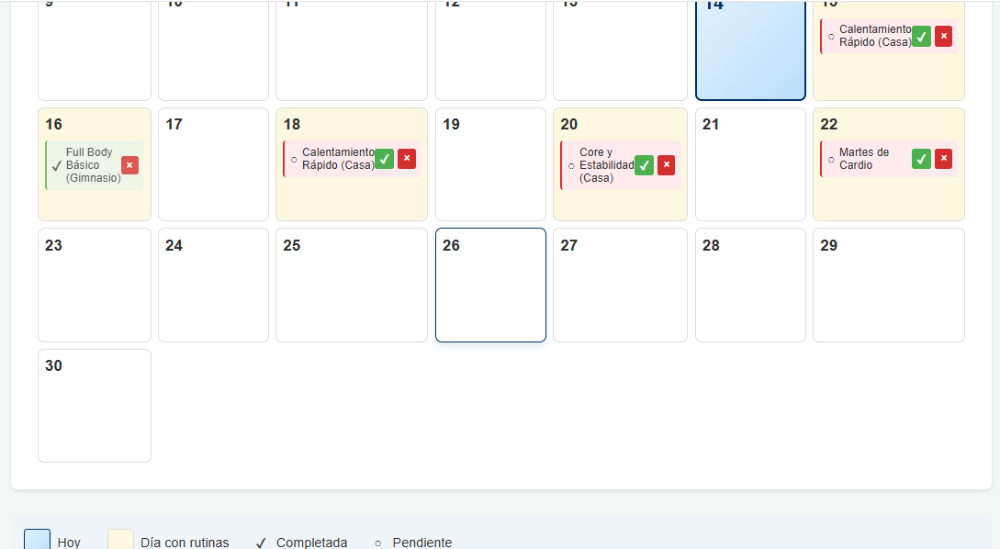 9 10 11 12 13 14 15
Calentamiento
Rápido (Casa)
16 17 18 19 20 21 22
✓ Full Body
Básico
(Gimnasio)
×
○ Calentamiento
Rápido (Casa)
✓ ×
○ Core y
Estabilidad
(Casa)
✓ ×
○ Martes de
Cardio
✓ ×
23 24 25 26 27 28 29
30
Hoy Día con rutinas ✓ Completada ○ Pendiente